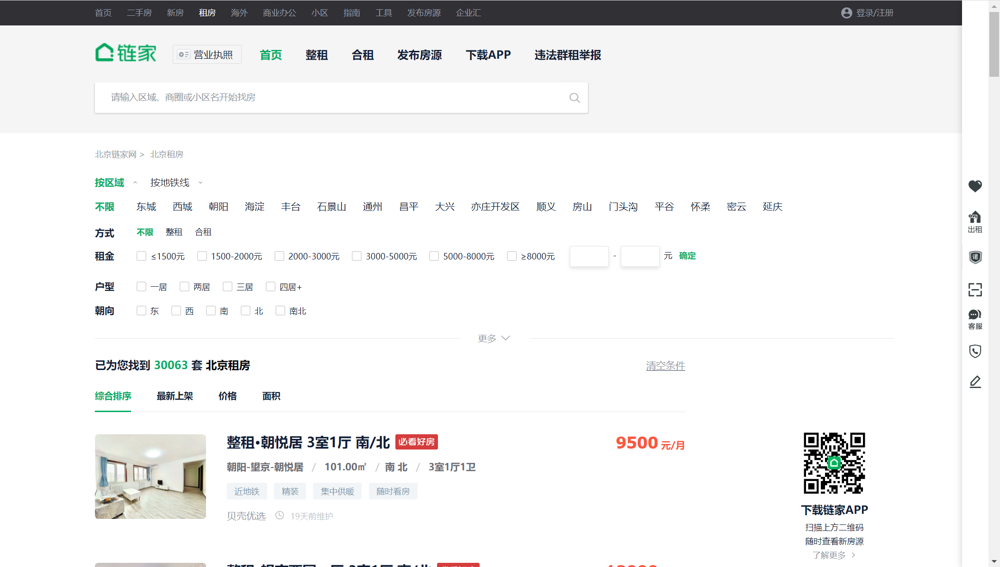 首页 二手房 新房 租房 海外 商业办公 小区 指南 工具 发布房源 企业汇 登录/注册
链家 营业执照 首页 整租 合租 发布房源 下载APP 违法群租举报
请输入区域、商圈或小区名开始找房
北京链家网 > 北京租房
按区域 按地铁线
不限 东城 西城 朝阳 海淀 丰台 石景山 通州 昌平 大兴 亦庄开发区 顺义 房山 门头沟 平谷 怀柔 密云 延庆
方式 不限 整租 合租
租金 ≤1500元 1500-2000元 2000-3000元 3000-5000元 5000-8000元 ≥8000元 - 元 确定
户型 一居 两居 三居 四居+
朝向 东 西 南 北 南北
更多
已为您找到 30063 套 北京租房 清空条件
综合排序 最新上架 价格 面积
整租·朝悦居 3室1厅 南/北 必看好房 9500 元/月
朝阳-望京-朝悦居 / 101.00㎡ / 南 北 / 3室1厅1卫
近地铁 精装 集中供暖 随时看房
贝壳优选 19天前维护
下载链家APP
扫描上方二维码
随时查看新房源
了解更多 >
出租
诺
客服